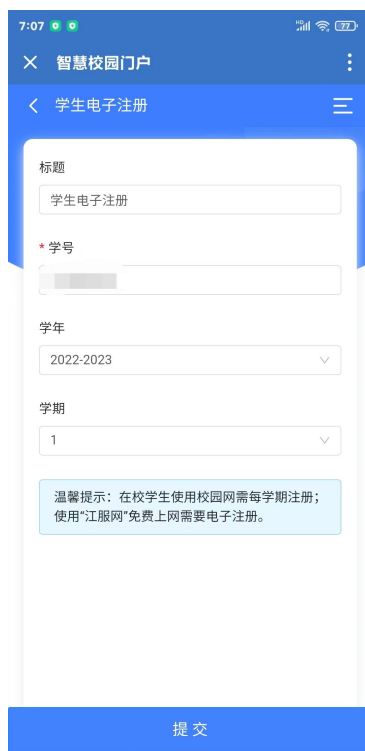 7:07
HD
77
智慧校园门户
学生电子注册
标题
学生电子注册
* 学号
学年
2022-2023
学期
1
温馨提示：在校学生使用校园网需每学期注册；
使用“江服网”免费上网需要电子注册。
提交